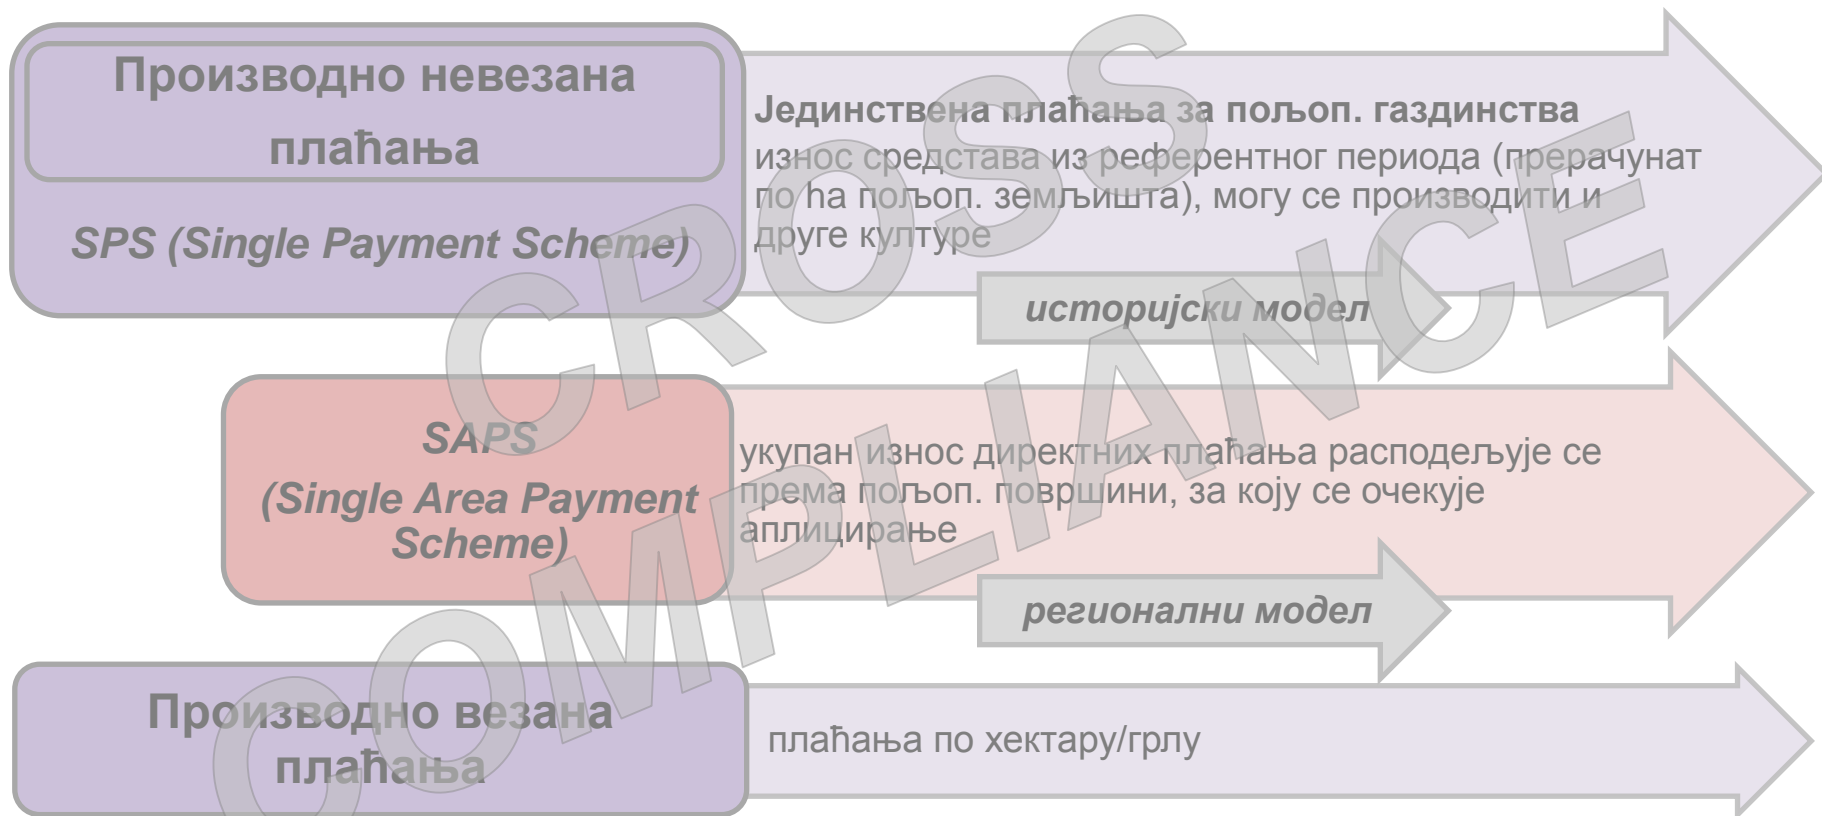 Производно невезана
плаћања
SPS (Single Payment Scheme)
Јединствена плаћања за пољоп. газдинства
износ средстава из референтног периода (прерачунат
по ha пољоп. земљишта), могу се производити и
друге културе
историјски модел
SAPS
(Single Area Payment
Scheme)
укупан износ директних плаћања расподељује се
према пољоп. површини, за коју се очекује
аплицирање
регионални модел
Производно везана
плаћања
плаћања по хектару/грлу
CROSS
COMPLIANCE